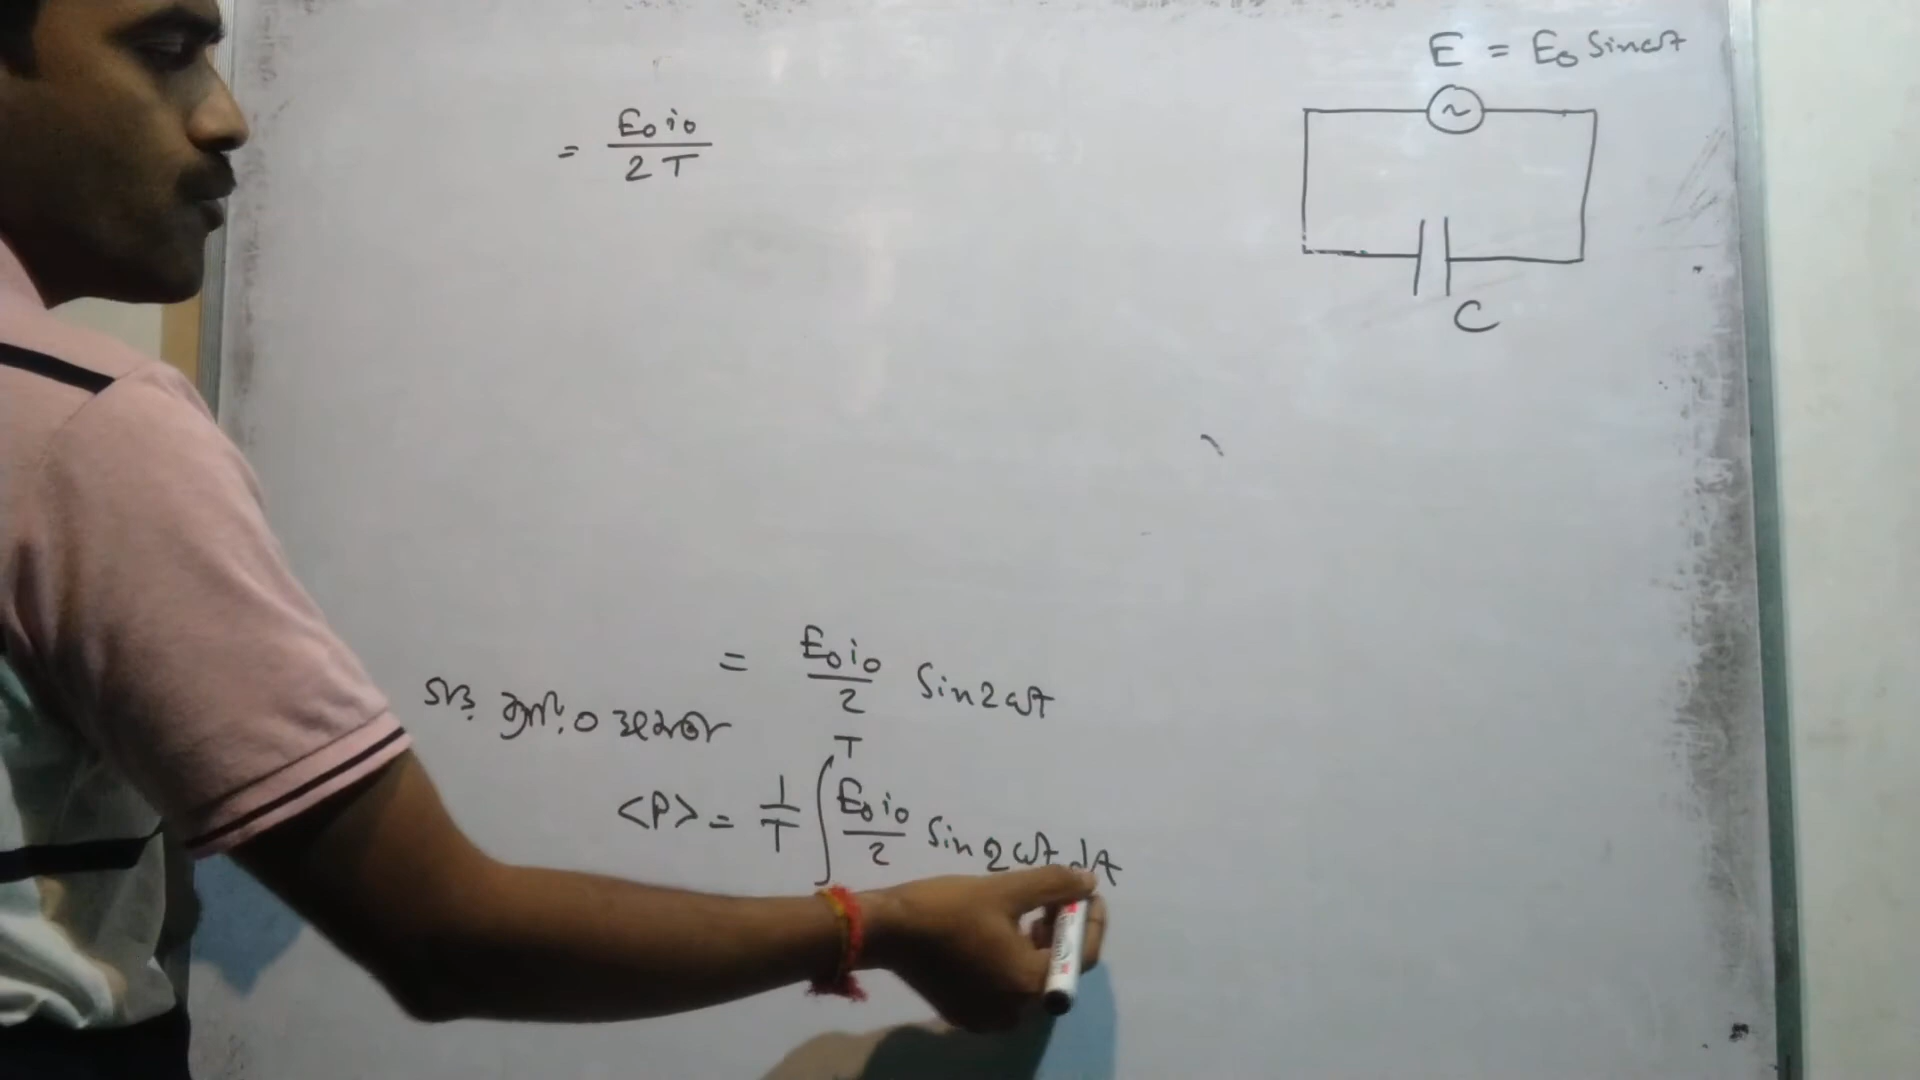 E = E₀ Sinωt
= E₀i₀ / 2T
C
= E₀i₀ / 2 Sin2ωt
<P> = 1/T ∫ᵀ E₀i₀ / 2 Sin2ωt dt